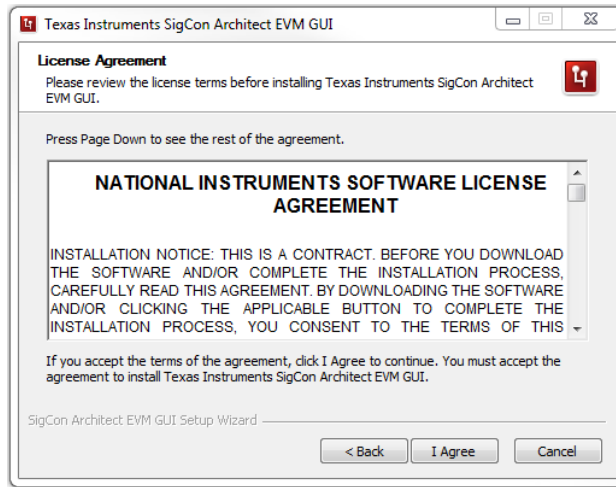 Texas Instruments SigCon Architect EVM GUI
License Agreement
Please review the license terms before installing Texas Instruments SigCon Architect
EVM GUI.
Press Page Down to see the rest of the agreement.
NATIONAL INSTRUMENTS SOFTWARE LICENSE
AGREEMENT
INSTALLATION NOTICE: THIS IS A CONTRACT. BEFORE YOU DOWNLOAD
THE SOFTWARE AND/OR COMPLETE THE INSTALLATION PROCESS,
CAREFULLY READ THIS AGREEMENT. BY DOWNLOADING THE SOFTWARE
AND/OR CLICKING THE APPLICABLE BUTTON TO COMPLETE THE
INSTALLATION PROCESS, YOU CONSENT TO THE TERMS OF THIS
If you accept the terms of the agreement, click I Agree to continue. You must accept the
agreement to install Texas Instruments SigCon Architect EVM GUI.
SigCon Architect EVM GUI Setup Wizard
< Back I Agree Cancel